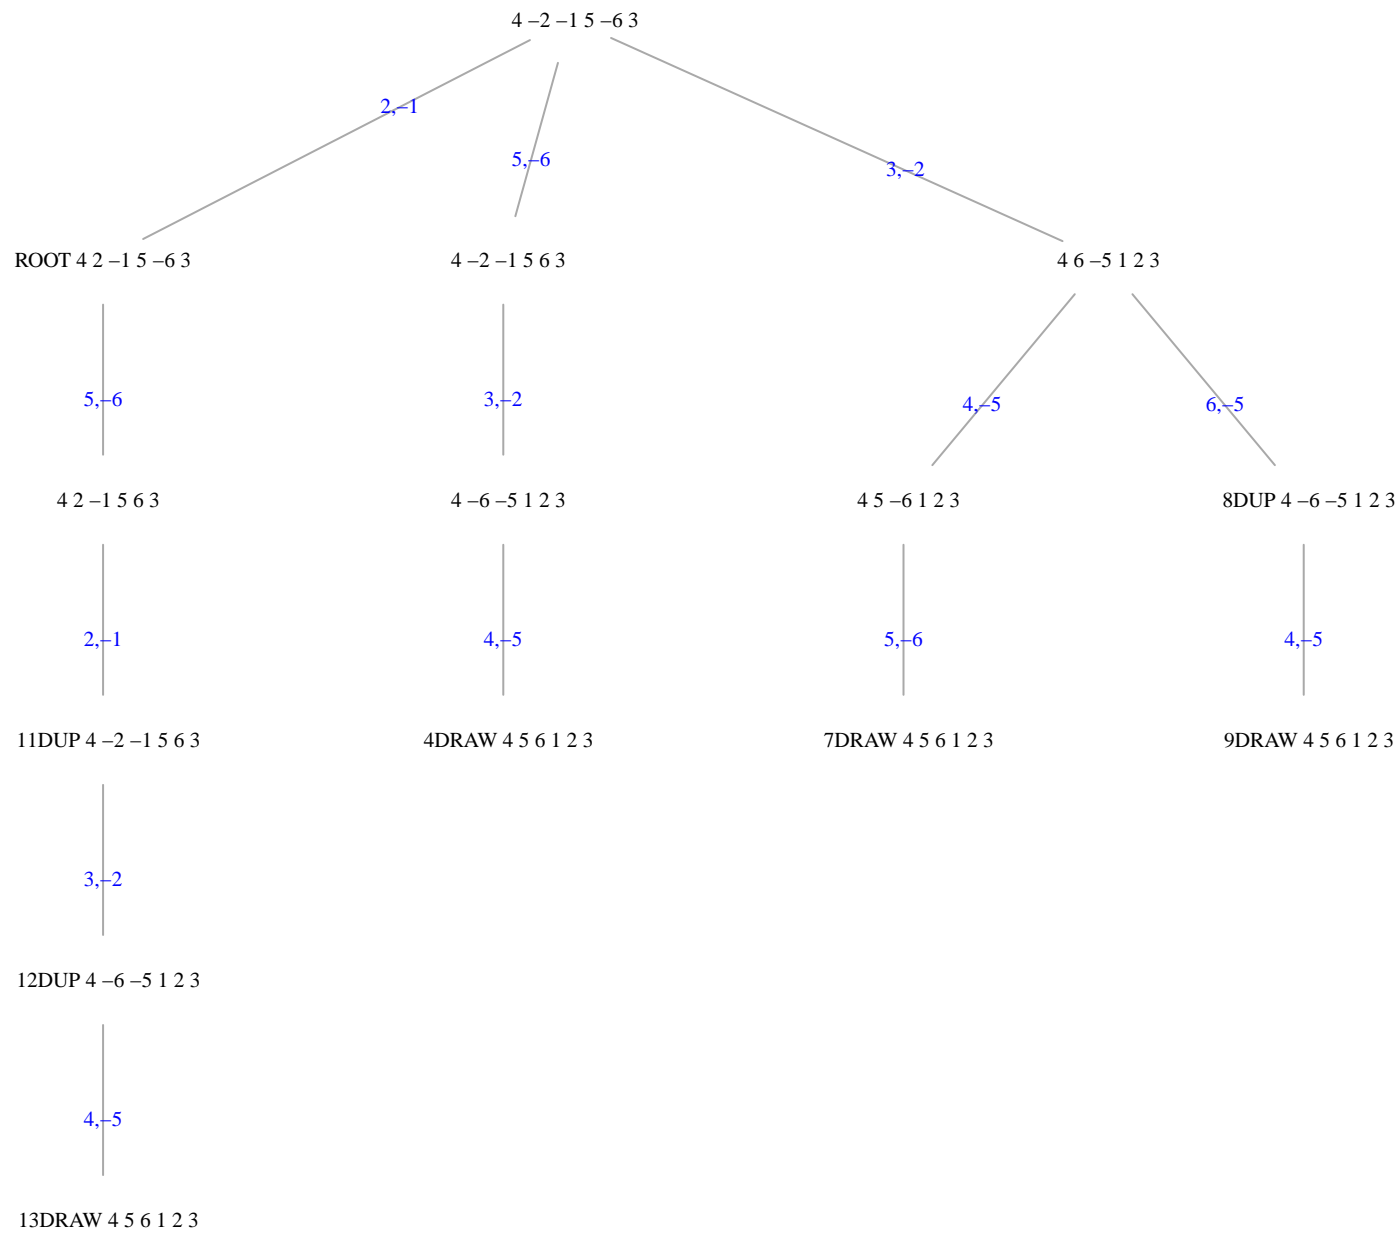 4 –2 –1 5 –6 3
2,–1
5,–6
3,–2
ROOT 4 2 –1 5 –6 3
4 –2 –1 5 6 3
4 6 –5 1 2 3
5,–6
3,–2
4,–5
6,–5
4 2 –1 5 6 3
4 –6 –5 1 2 3
4 5 –6 1 2 3
8DUP 4 –6 –5 1 2 3
2,–1
4,–5
5,–6
4,–5
11DUP 4 –2 –1 5 6 3
4DRAW 4 5 6 1 2 3
7DRAW 4 5 6 1 2 3
9DRAW 4 5 6 1 2 3
3,–2
12DUP 4 –6 –5 1 2 3
4,–5
13DRAW 4 5 6 1 2 3